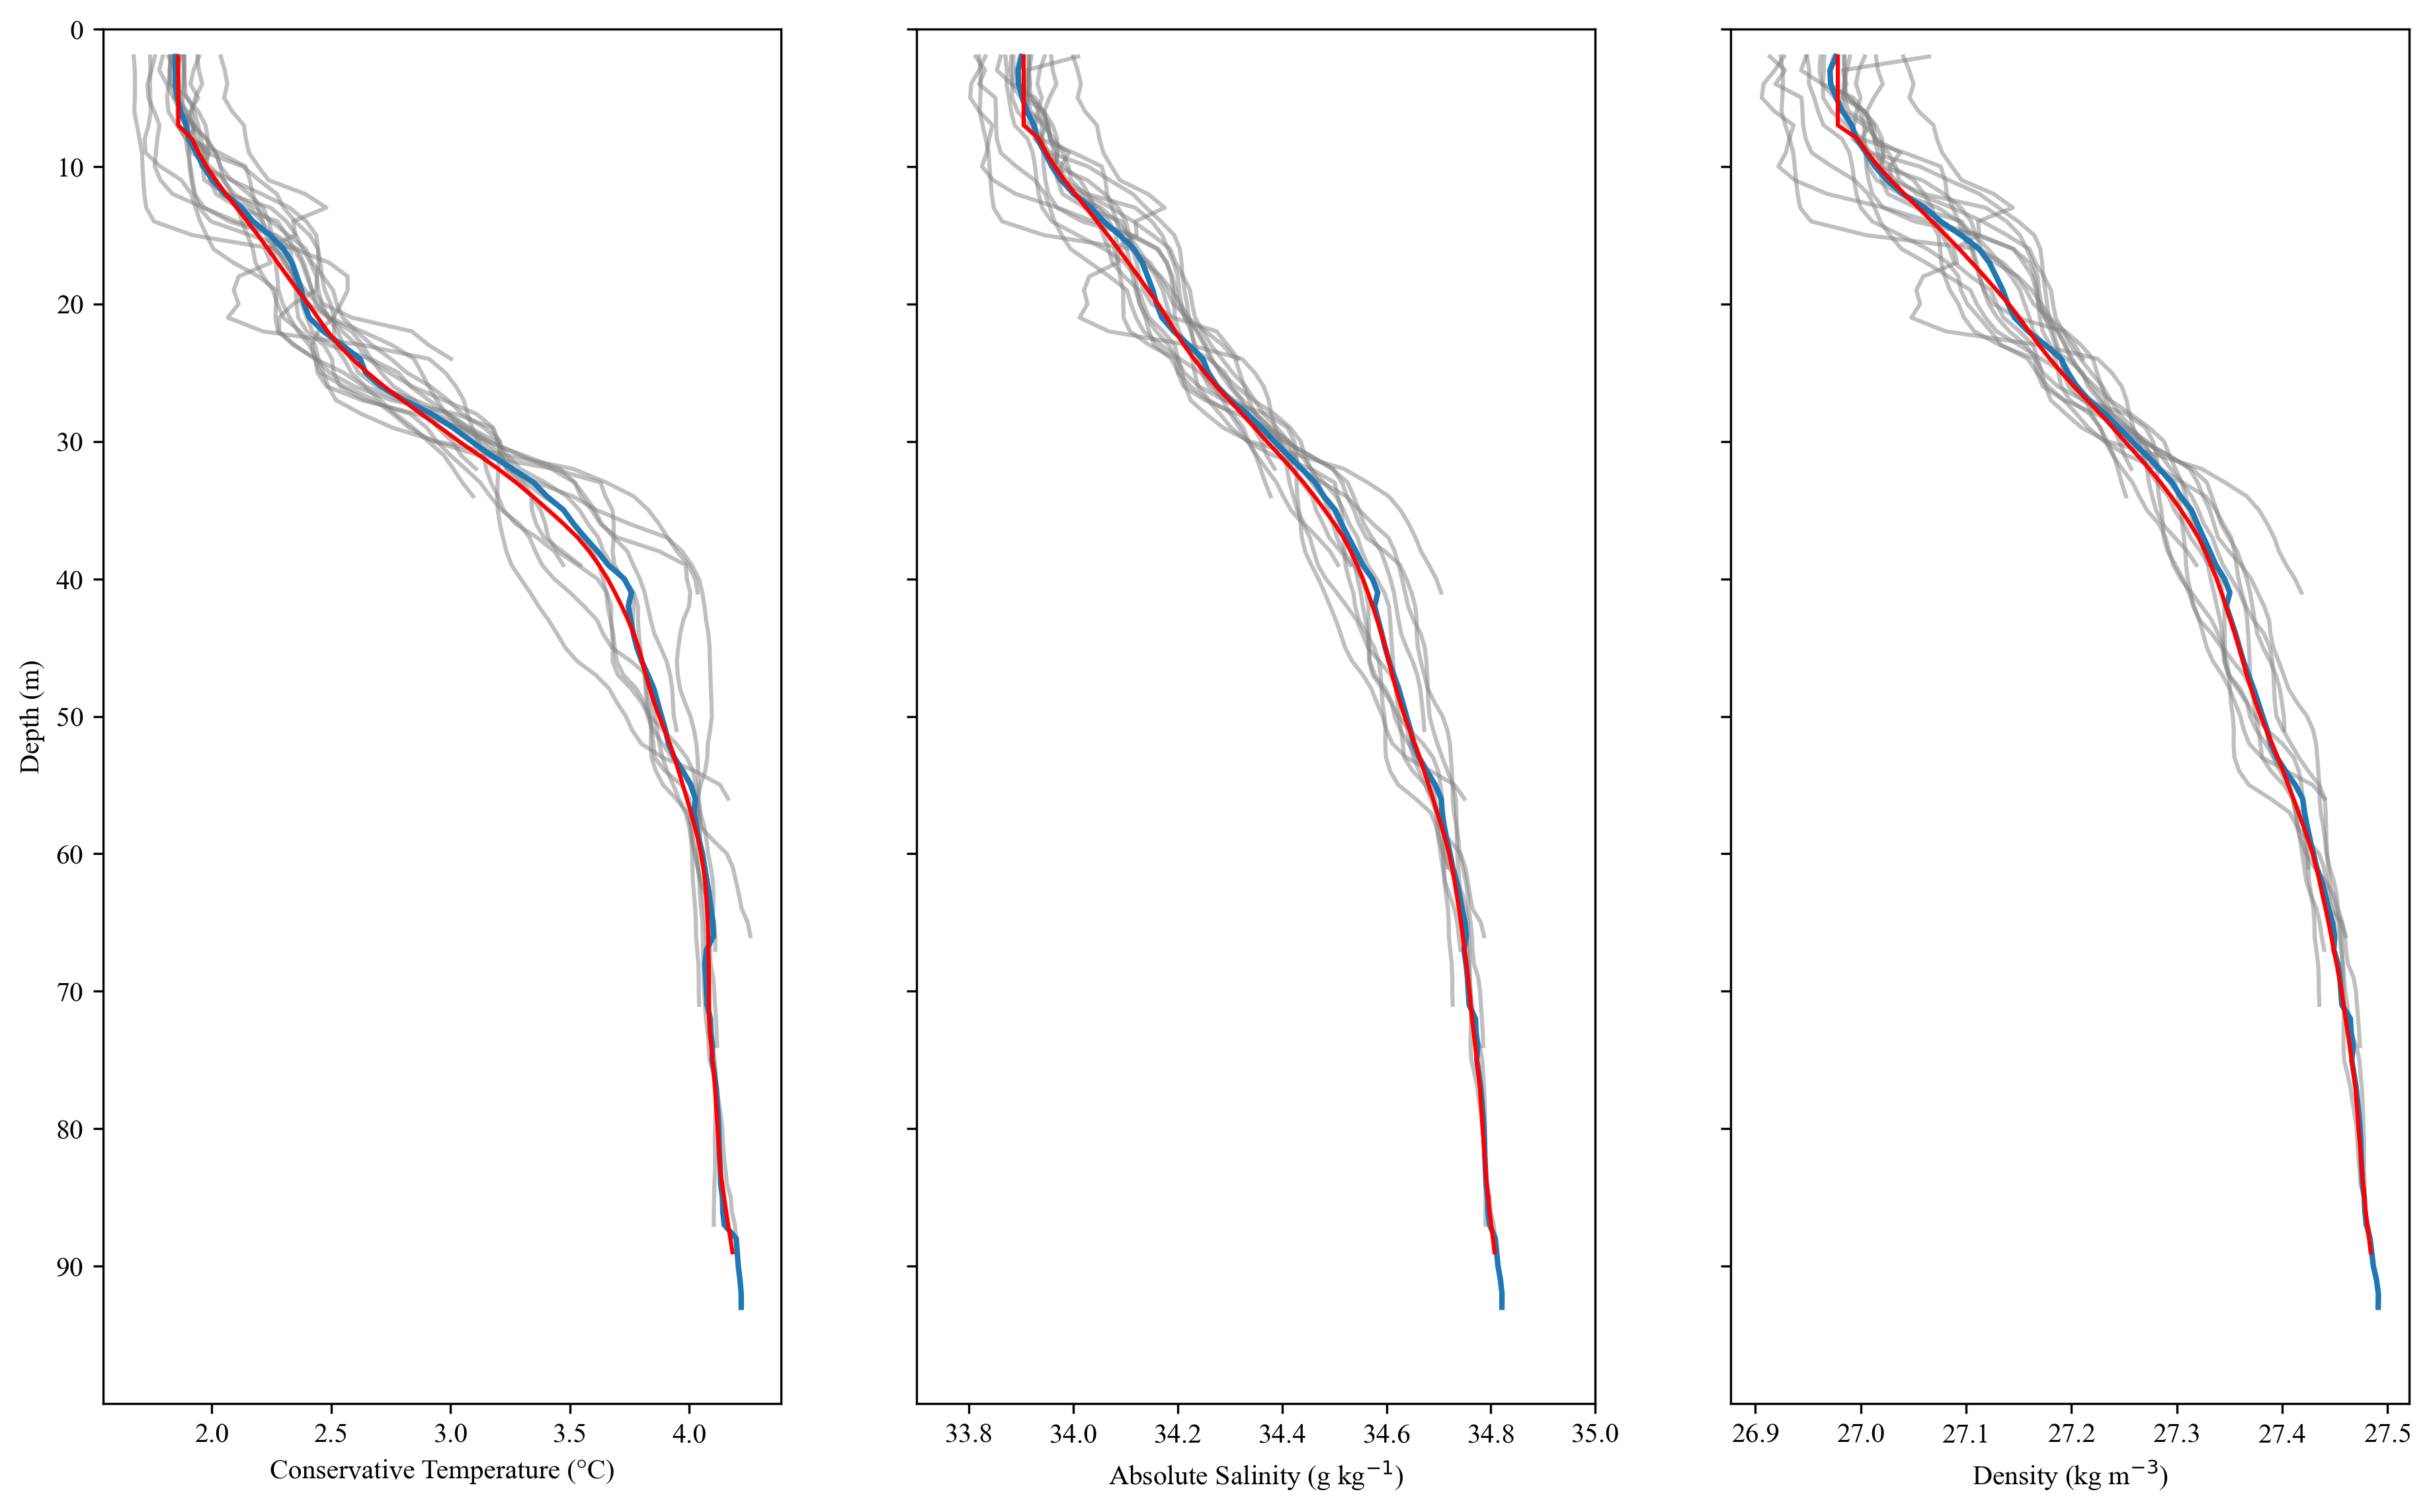 0
10
20
30
40
50
60
70
80
90
Depth (m)
2.0 2.5 3.0 3.5 4.0
Conservative Temperature (°C)
33.8 34.0 34.2 34.4 34.6 34.8 35.0
Absolute Salinity (g kg⁻¹)
26.9 27.0 27.1 27.2 27.3 27.4 27.5
Density (kg m⁻³)